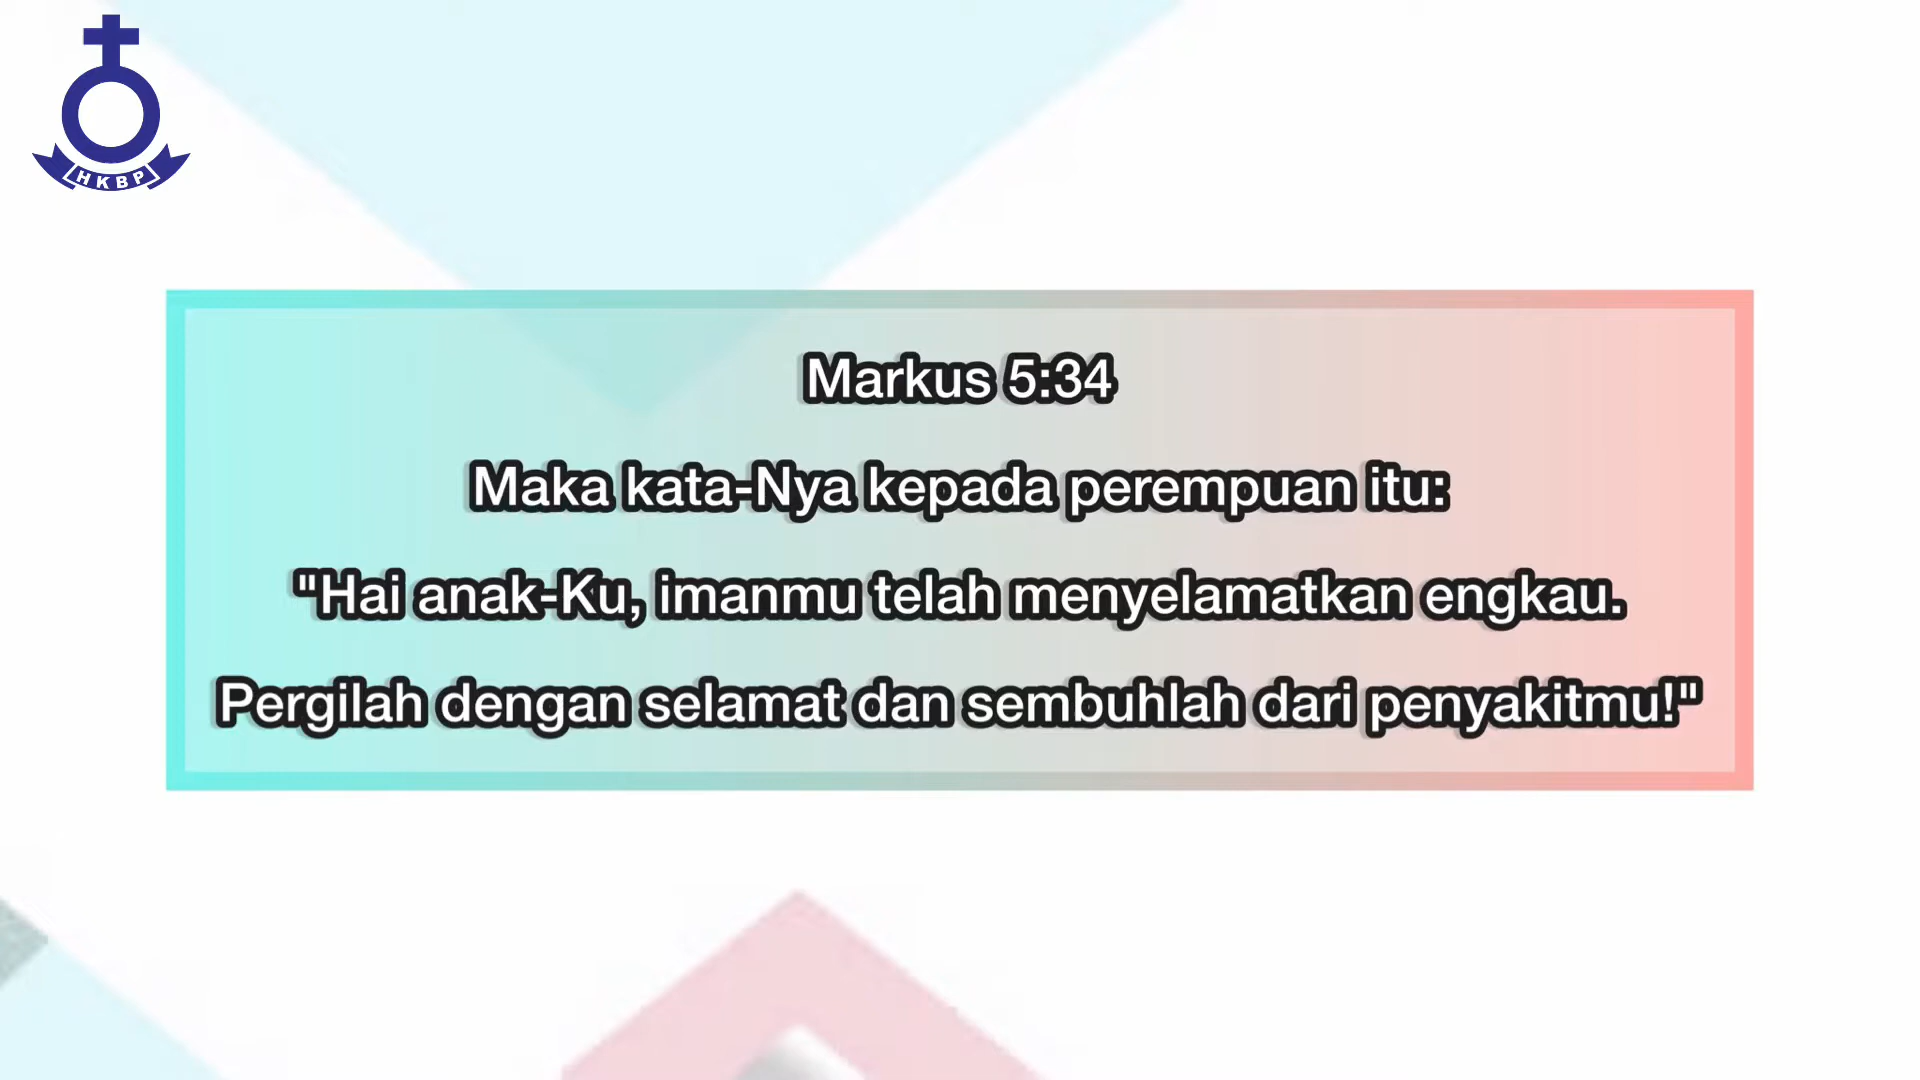 HKBP
Markus 5:34
Maka kata-Nya kepada perempuan itu:
"Hai anak-Ku, imanmu telah menyelamatkan engkau.
Pergilah dengan selamat dan sembuhlah dari penyakitmu!"